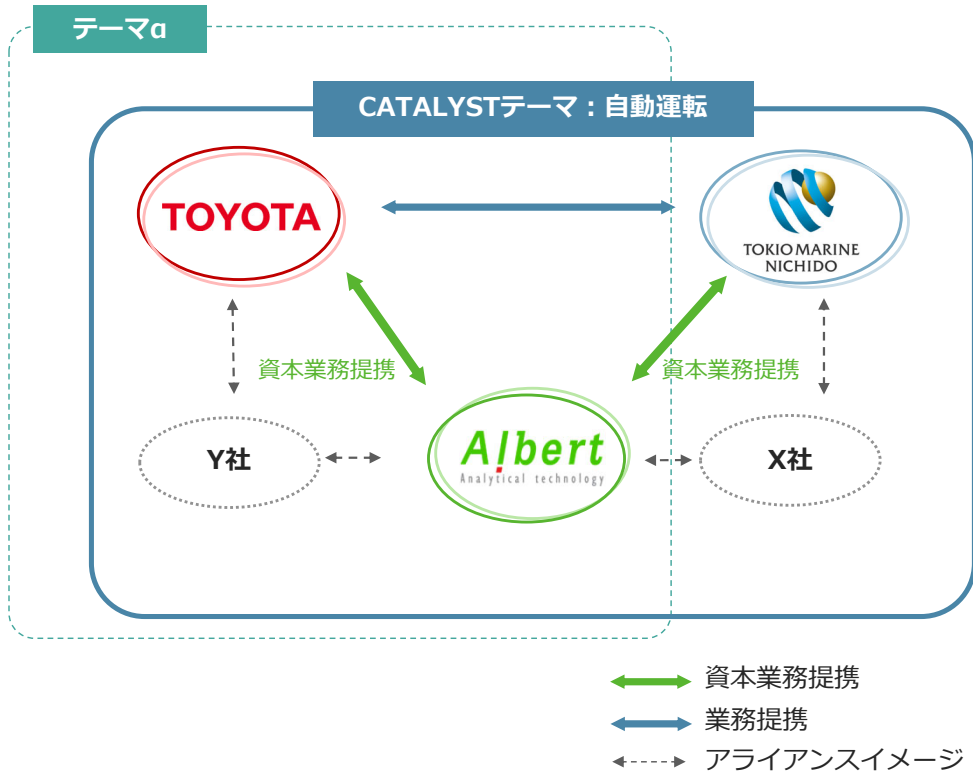 テーマα
CATALYSTテーマ：自動運転
TOYOTA
TOKIO MARINE
NICHIDO
資本業務提携
資本業務提携
Y社
Albert
Analytical technology
X社
資本業務提携
業務提携
アライアンスイメージ